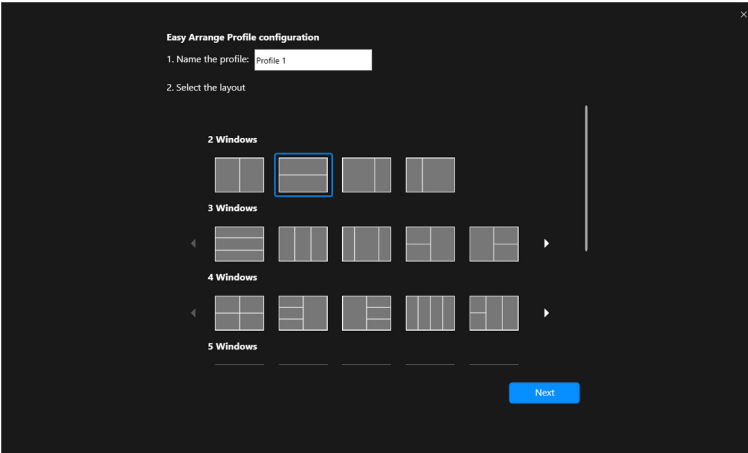 Easy Arrange Profile configuration
1. Name the profile: Profile 1
2. Select the layout
2 Windows
3 Windows
4 Windows
5 Windows
Next